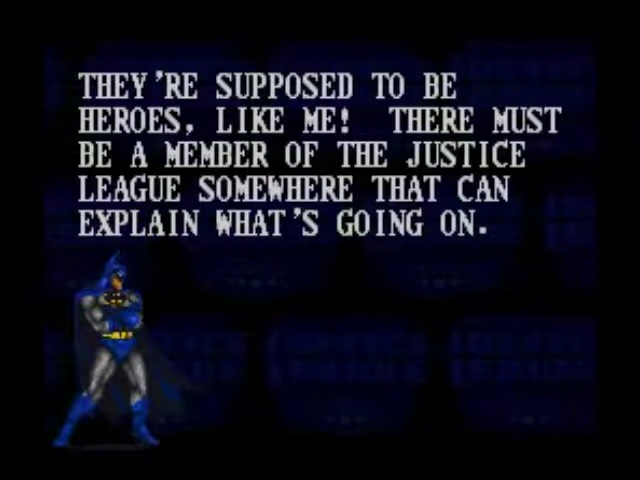 THEY'RE SUPPOSED TO BE
HEROES, LIKE ME!  THERE MUST
BE A MEMBER OF THE JUSTICE
LEAGUE SOMEWHERE THAT CAN
EXPLAIN WHAT'S GOING ON.